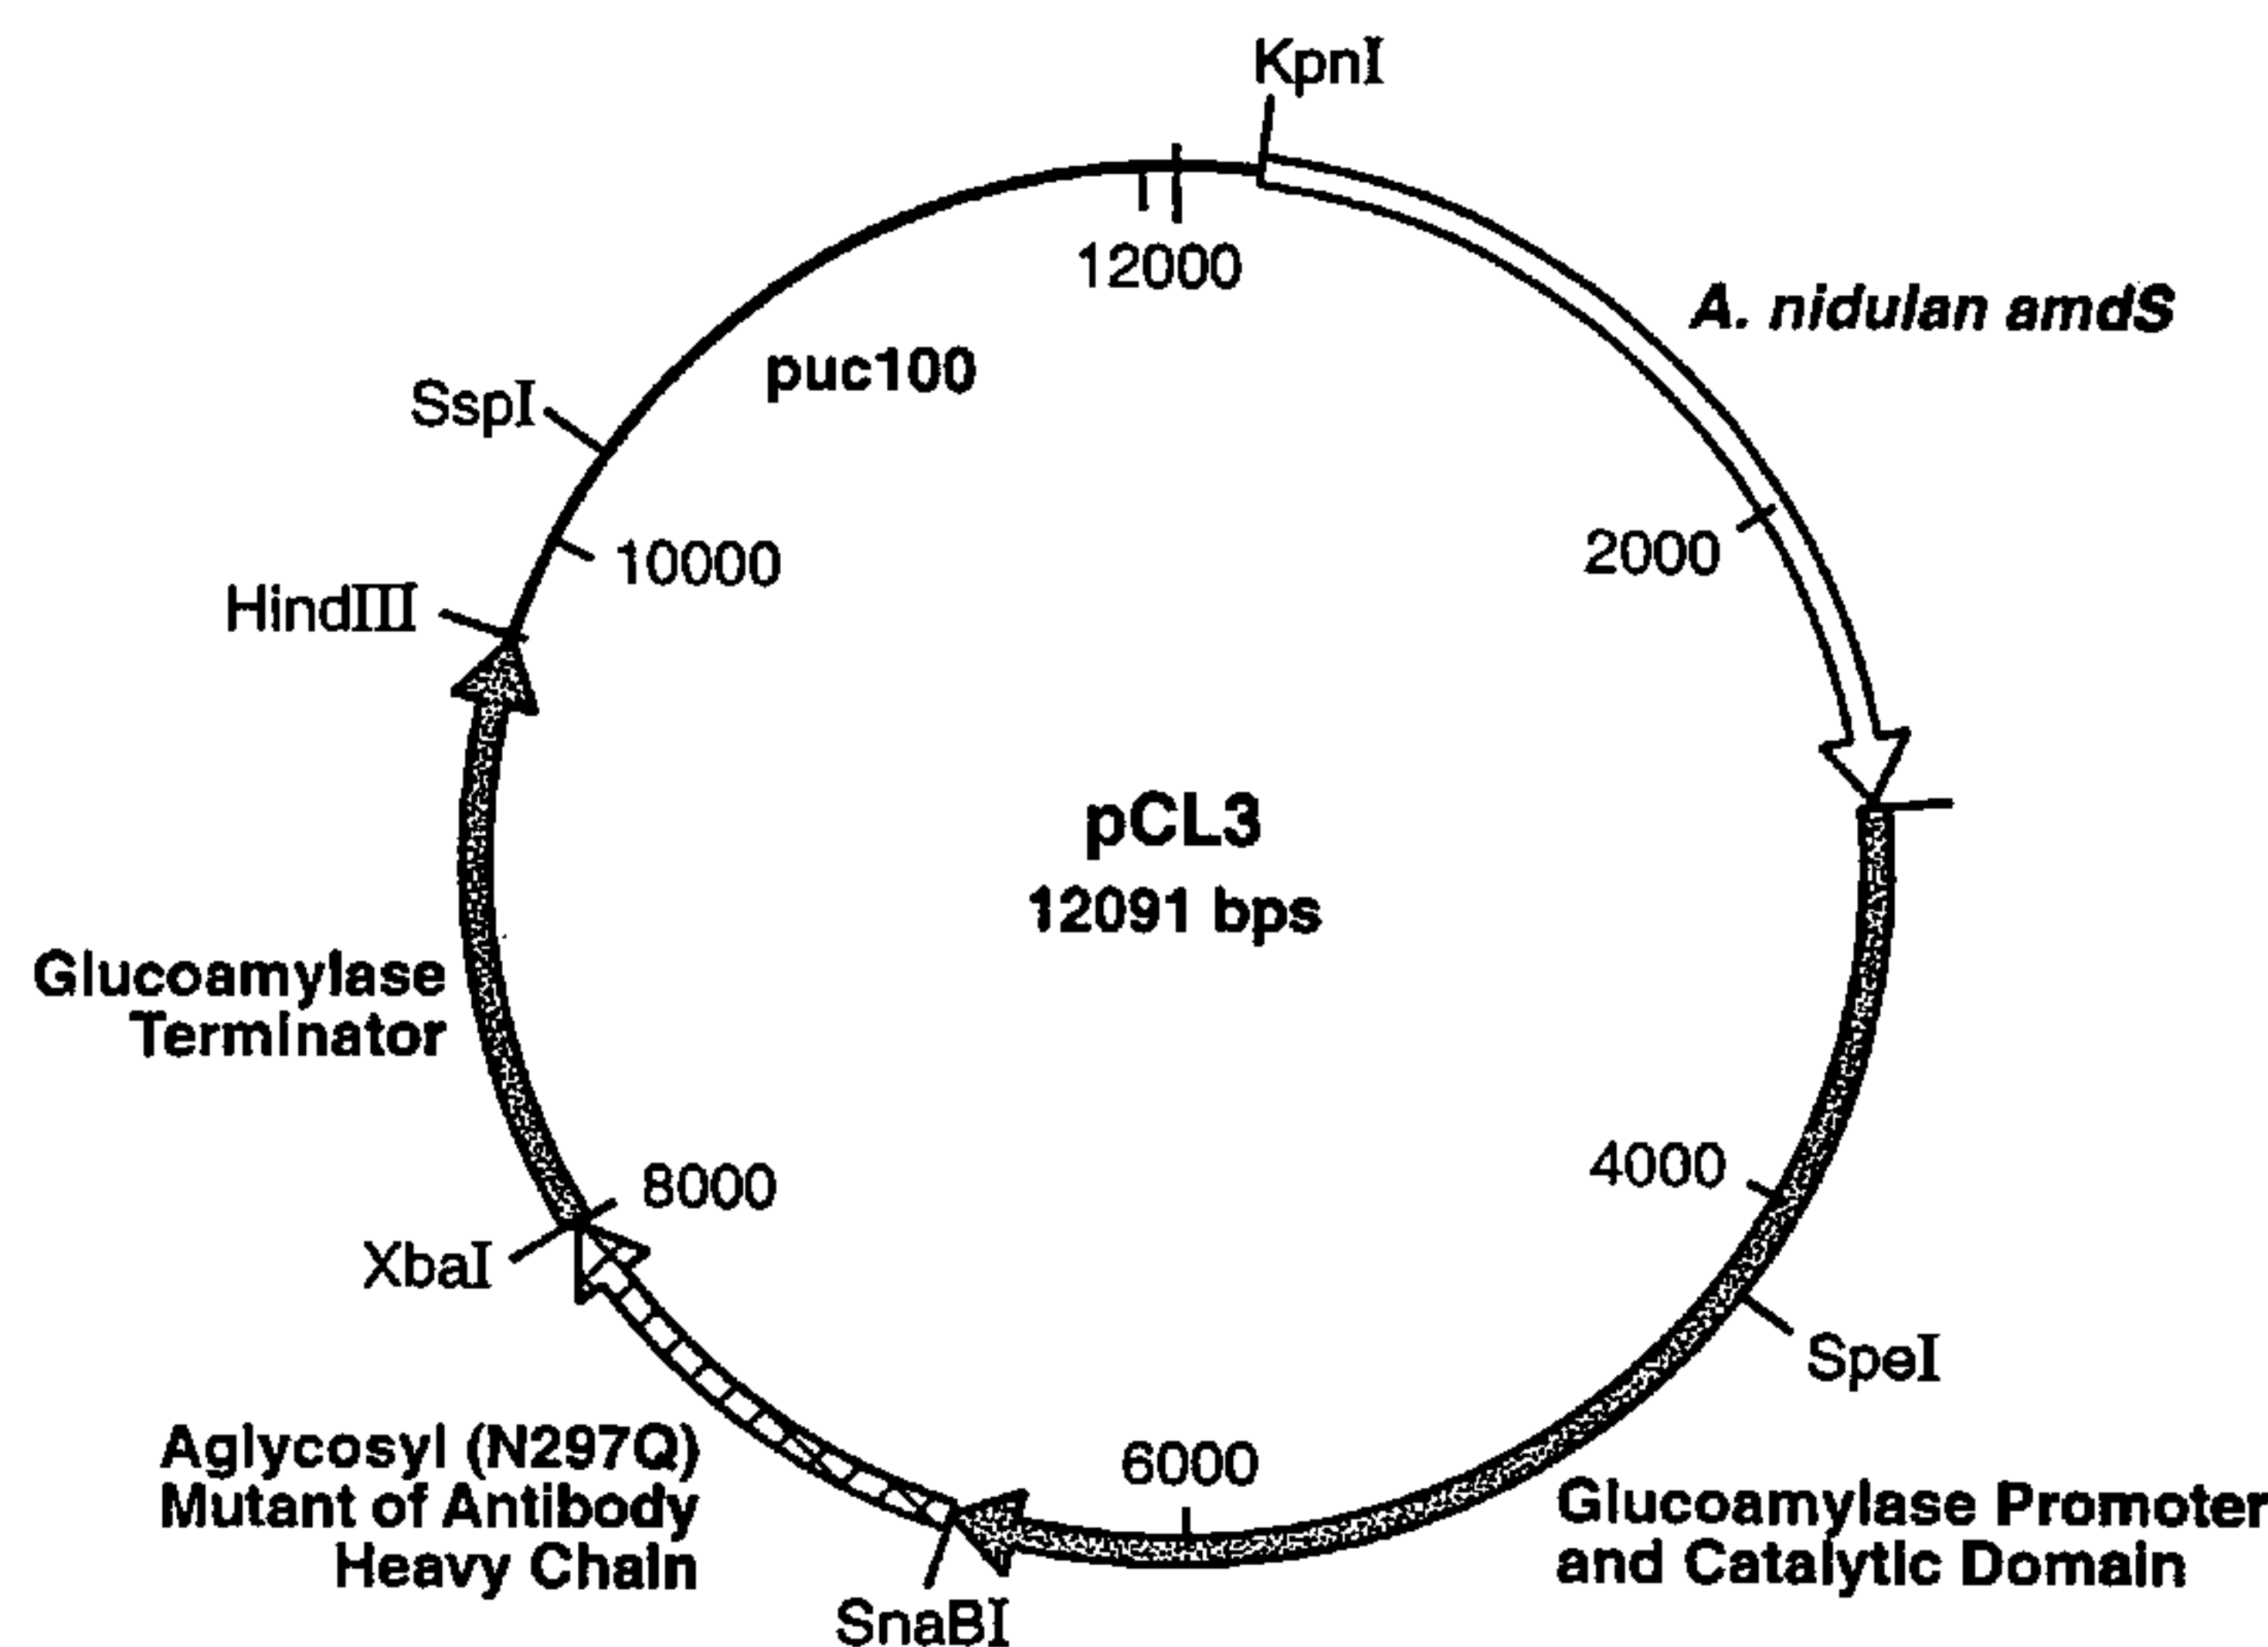 KpnI
12000
A. nidulan amdS
puc100
SspI
2000
10000
HindIII
pCL3
12091 bps
Glucoamylase
Terminator
8000
4000
XbaI
SpeI
6000
Aglycosyl (N297Q)
Mutant of Antibody
Heavy Chain
Glucoamylase Promoter
and Catalytic Domain
SnaBI